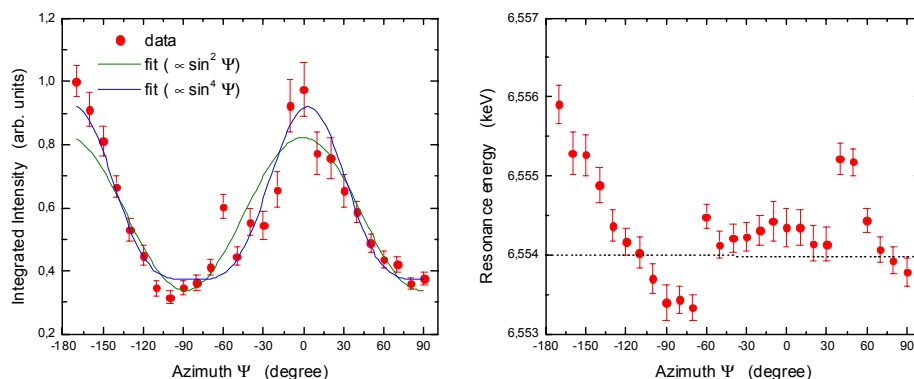 1,2
1,0
0,8
0,6
0,4
0,2
Integrated Intensity (arb. units)
data
fit ( ∝ sin² Ψ)
fit ( ∝ sin⁴ Ψ)
-180 -150 -120 -90 -60 -30 0 30 60 90
Azimuth Ψ (degree)
6,557
6,556
6,555
6,554
6,553
Resonance energy (keV)
-180 -150 -120 -90 -60 -30 0 30 60 90
Azimuth Ψ (degree)